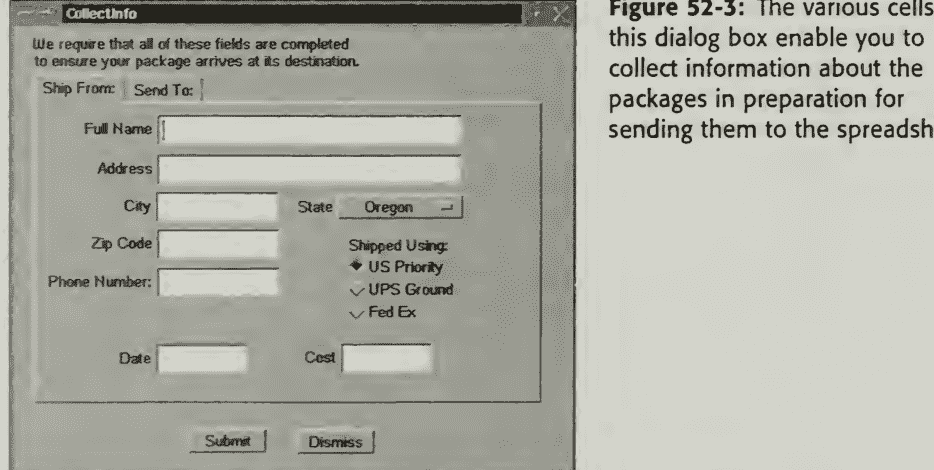 CollectInfo
We require that all of these fields are completed
to ensure your package arrives at its destination.
Ship From: Send To:
Full Name
Address
City State Oregon
Zip Code Shipped Using:
US Priority
Phone Number:
UPS Ground
Fed Ex
Date Cost
Submit Dismiss
Figure 52-3: The various cells
this dialog box enable you to
collect information about the
packages in preparation for
sending them to the spreadsh